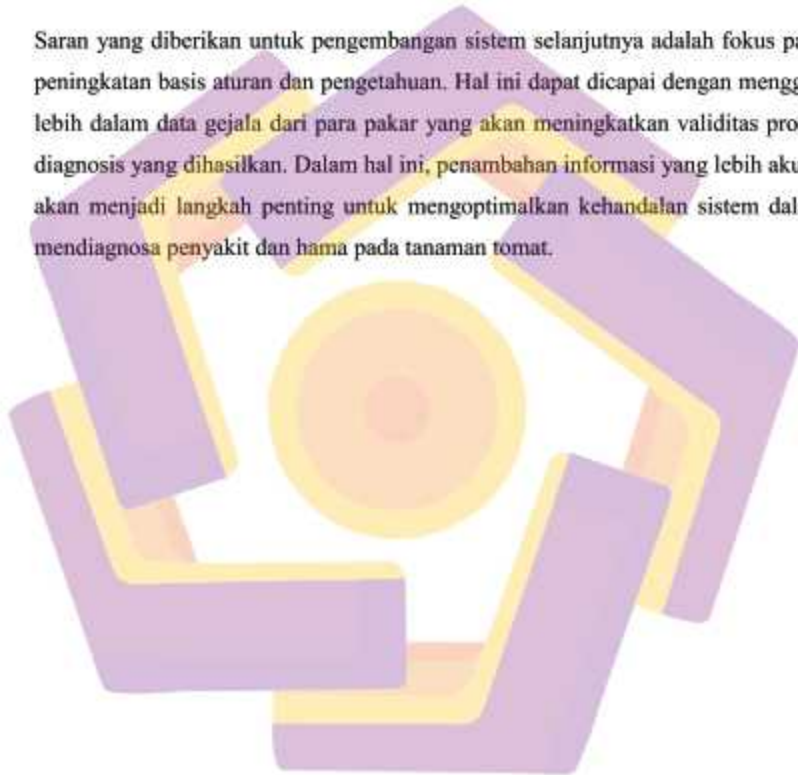 Saran yang diberikan untuk pengembangan sistem selanjutnya adalah fokus pa
peningkatan basis aturan dan pengetahuan. Hal ini dapat dicapai dengan mengg
lebih dalam data gejala dari para pakar yang akan meningkatkan validitas pro
diagnosis yang dihasilkan. Dalam hal ini, penambahan informasi yang lebih aku
akan menjadi langkah penting untuk mengoptimalkan kehandalan sistem dal
mendiagnosa penyakit dan hama pada tanaman tomat.